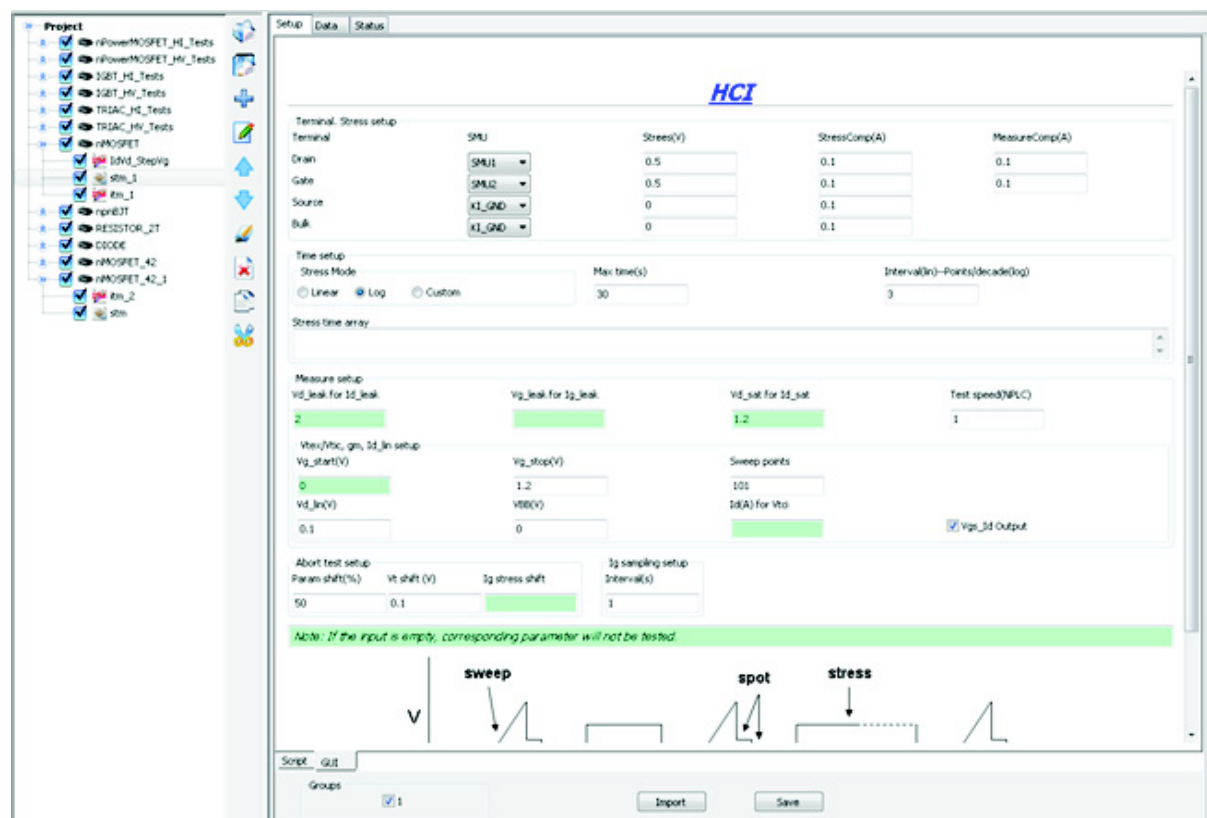 Project
nPowerMOSFET_HI_Tests
nPowerMOSFET_HV_Tests
IGBT_HI_Tests
IGBT_HV_Tests
TRIAC_HI_Tests
TRIAC_HV_Tests
nMOSFET
IdVd_StepVg
stm_1
itm_1
npnBJT
RESISTOR_2T
DIODE
nMOSFET_42
nMOSFET_42_1
itm_2
stm
Setup Data Status
HCI
Terminal. Stress setup
Terminal SMU Strees(V) StressComp(A) MeasureComp(A)
Drain SMU1 0.5 0.1 0.1
Gate SMU2 0.5 0.1 0.1
Source KI_GND 0 0.1
Bulk KI_GND 0 0.1
Time setup
Stress Mode Max time(s) Interval(lin)--Points/decade(log)
Linear Log Custom 30 3
Stress time array
Measure setup
Vd_leak for Id_leak Vg_leak for Ig_leak Vd_sat for Id_sat Test speed(NPLC)
2 1.2 1
Vtex/Vtic, gm, Id_lin setup
Vg_start(V) Vg_stop(V) Sweep points
0 1.2 101
Vd_lin(V) VBB(V) Id(A) for Vtci
0.1 0 Vgs_Id Output
Abort test setup Ig sampling setup
Param shift(%) Vt shift (V) Ig stress shift Interval(s)
50 0.1 1
Note: If the input is empty, corresponding parameter will not be tested.
sweep spot stress
V
Script GUI
Groups
1 Import Save